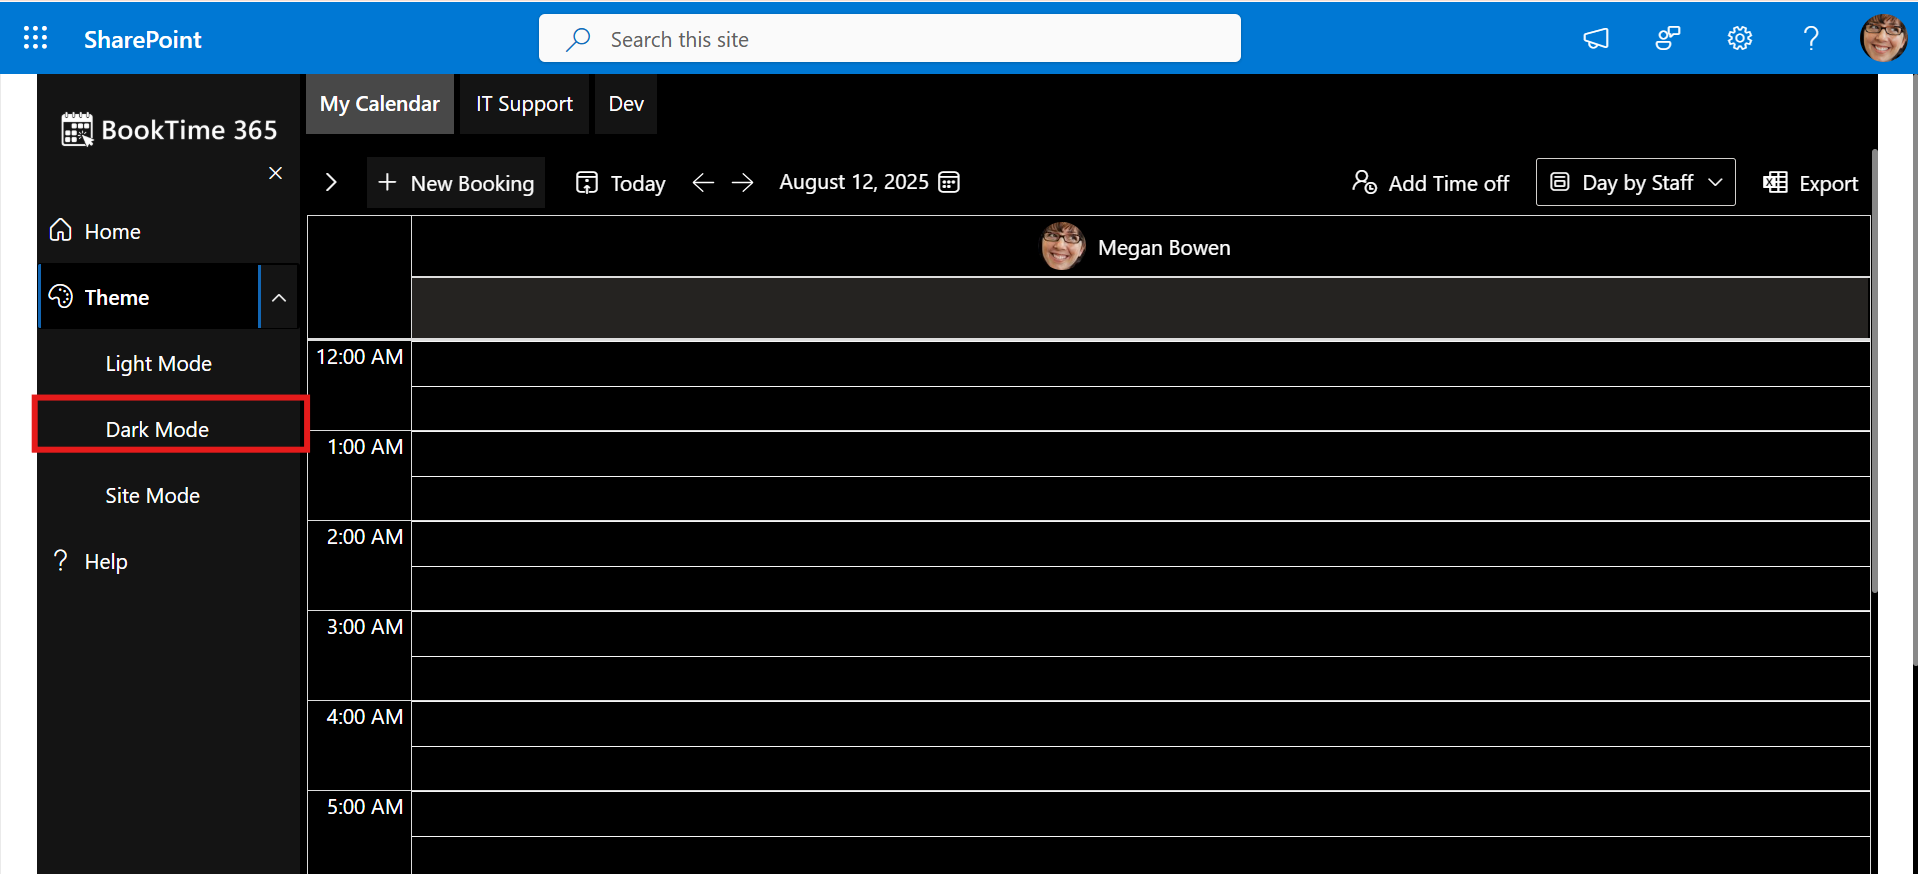 SharePoint
Search this site
BookTime 365
My Calendar
IT Support
Dev
New Booking
Today
August 12, 2025
Add Time off
Day by Staff
Export
Home
Theme
Light Mode
Dark Mode
Site Mode
Help
Megan Bowen
12:00 AM
1:00 AM
2:00 AM
3:00 AM
4:00 AM
5:00 AM